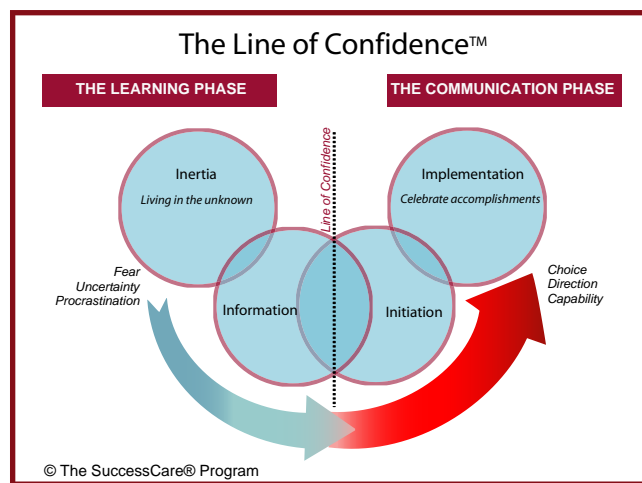 The Line of Confidence™
THE LEARNING PHASE
THE COMMUNICATION PHASE
Inertia
Living in the unknown
Line of Confidence
Implementation
Celebrate accomplishments
Fear
Uncertainty
Procrastination
Information
Initiation
Choice
Direction
Capability
© The SuccessCare® Program